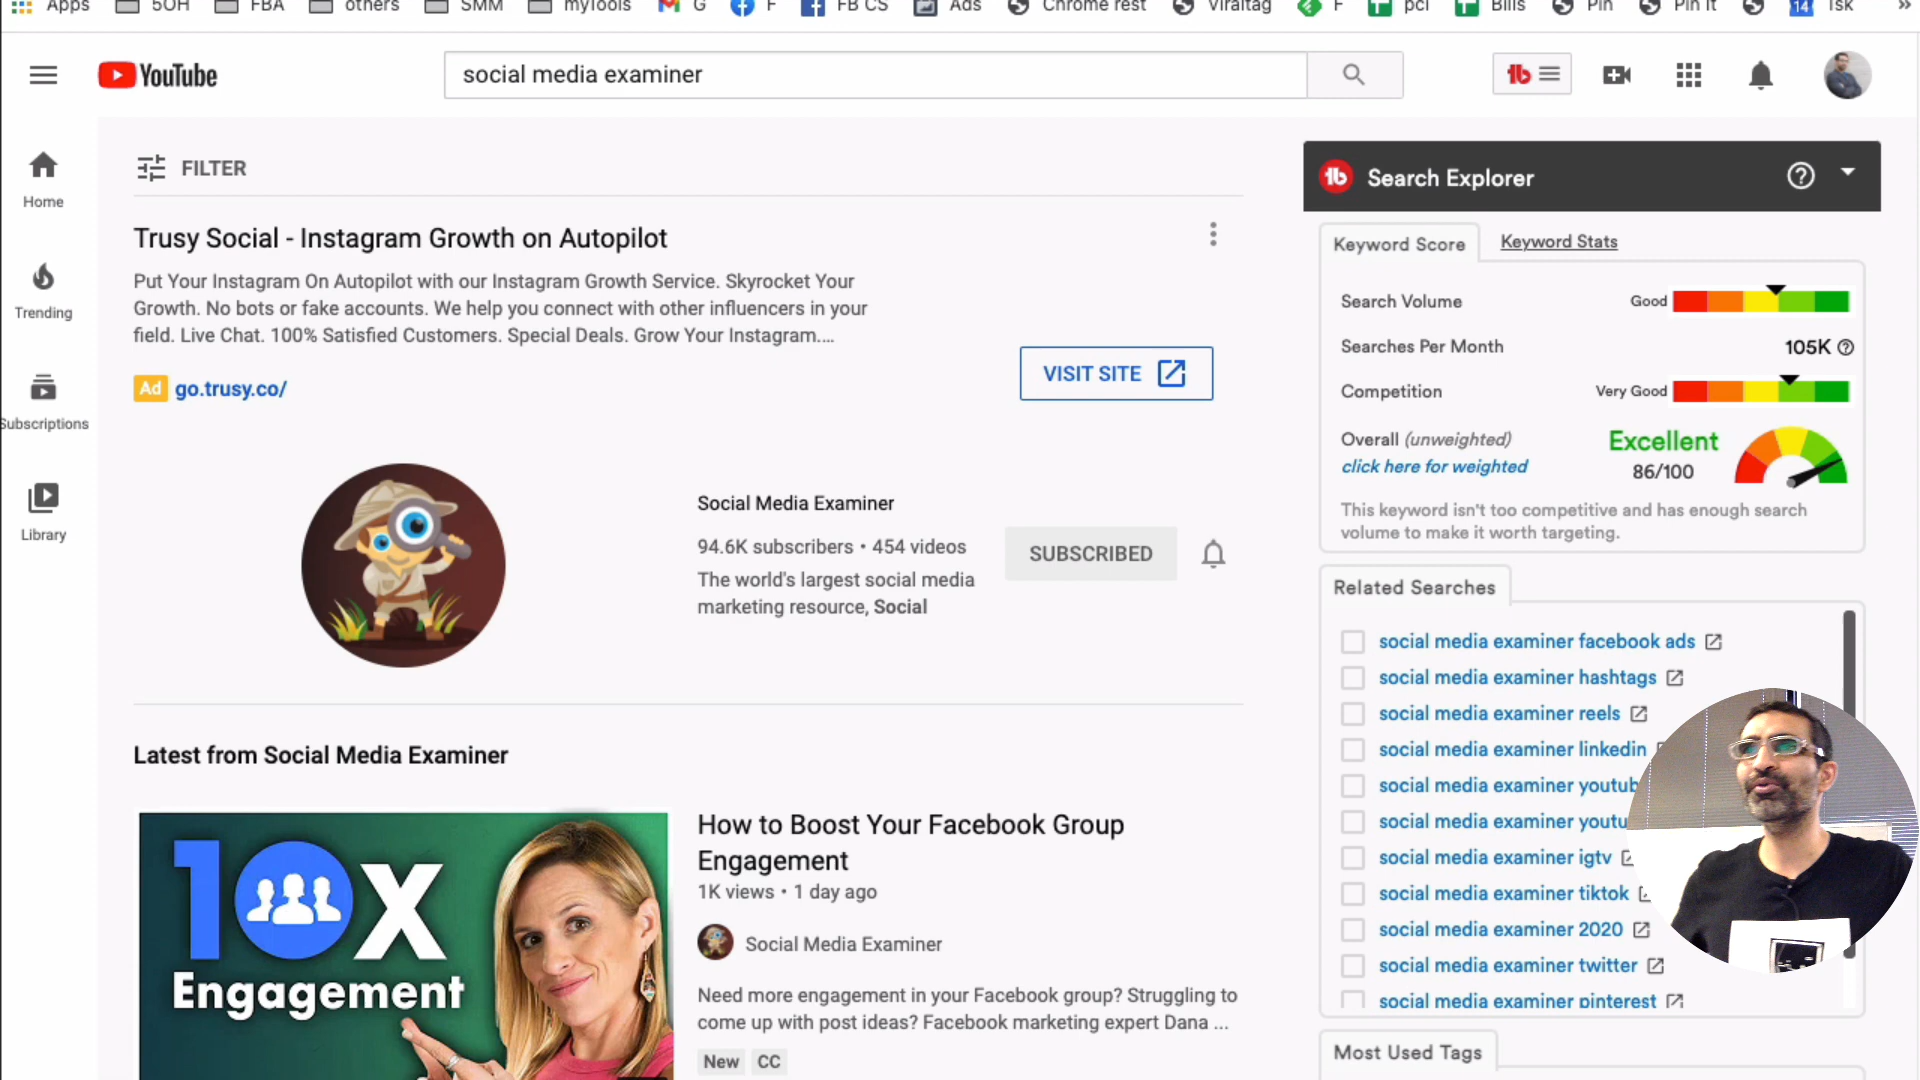 Apps 5OH FBA others SMM myTools G F FB CS Ads Chrome rest Viraltag F pci Bills Pin Pin It 14 Tsk »
YouTube
social media examiner
Home
Trending
Subscriptions
Library
FILTER
Trusy Social - Instagram Growth on Autopilot
Put Your Instagram On Autopilot with our Instagram Growth Service. Skyrocket Your
Growth. No bots or fake accounts. We help you connect with other influencers in your
field. Live Chat. 100% Satisfied Customers. Special Deals. Grow Your Instagram....
Ad go.trusy.co/
VISIT SITE
Social Media Examiner
94.6K subscribers • 454 videos
The world's largest social media
marketing resource, Social
SUBSCRIBED
Latest from Social Media Examiner
10x
Engagement
How to Boost Your Facebook Group
Engagement
1K views • 1 day ago
Social Media Examiner
Need more engagement in your Facebook group? Struggling to
come up with post ideas? Facebook marketing expert Dana ...
New CC
Search Explorer
Keyword Score Keyword Stats
Search Volume Good
Searches Per Month 105K
Competition Very Good
Overall (unweighted) Excellent
click here for weighted 86/100
This keyword isn't too competitive and has enough search
volume to make it worth targeting.
Related Searches
social media examiner facebook ads
social media examiner hashtags
social media examiner reels
social media examiner linkedin
social media examiner youtub
social media examiner youtu
social media examiner igtv
social media examiner tiktok
social media examiner 2020
social media examiner twitter
social media examiner pinterest
Most Used Tags